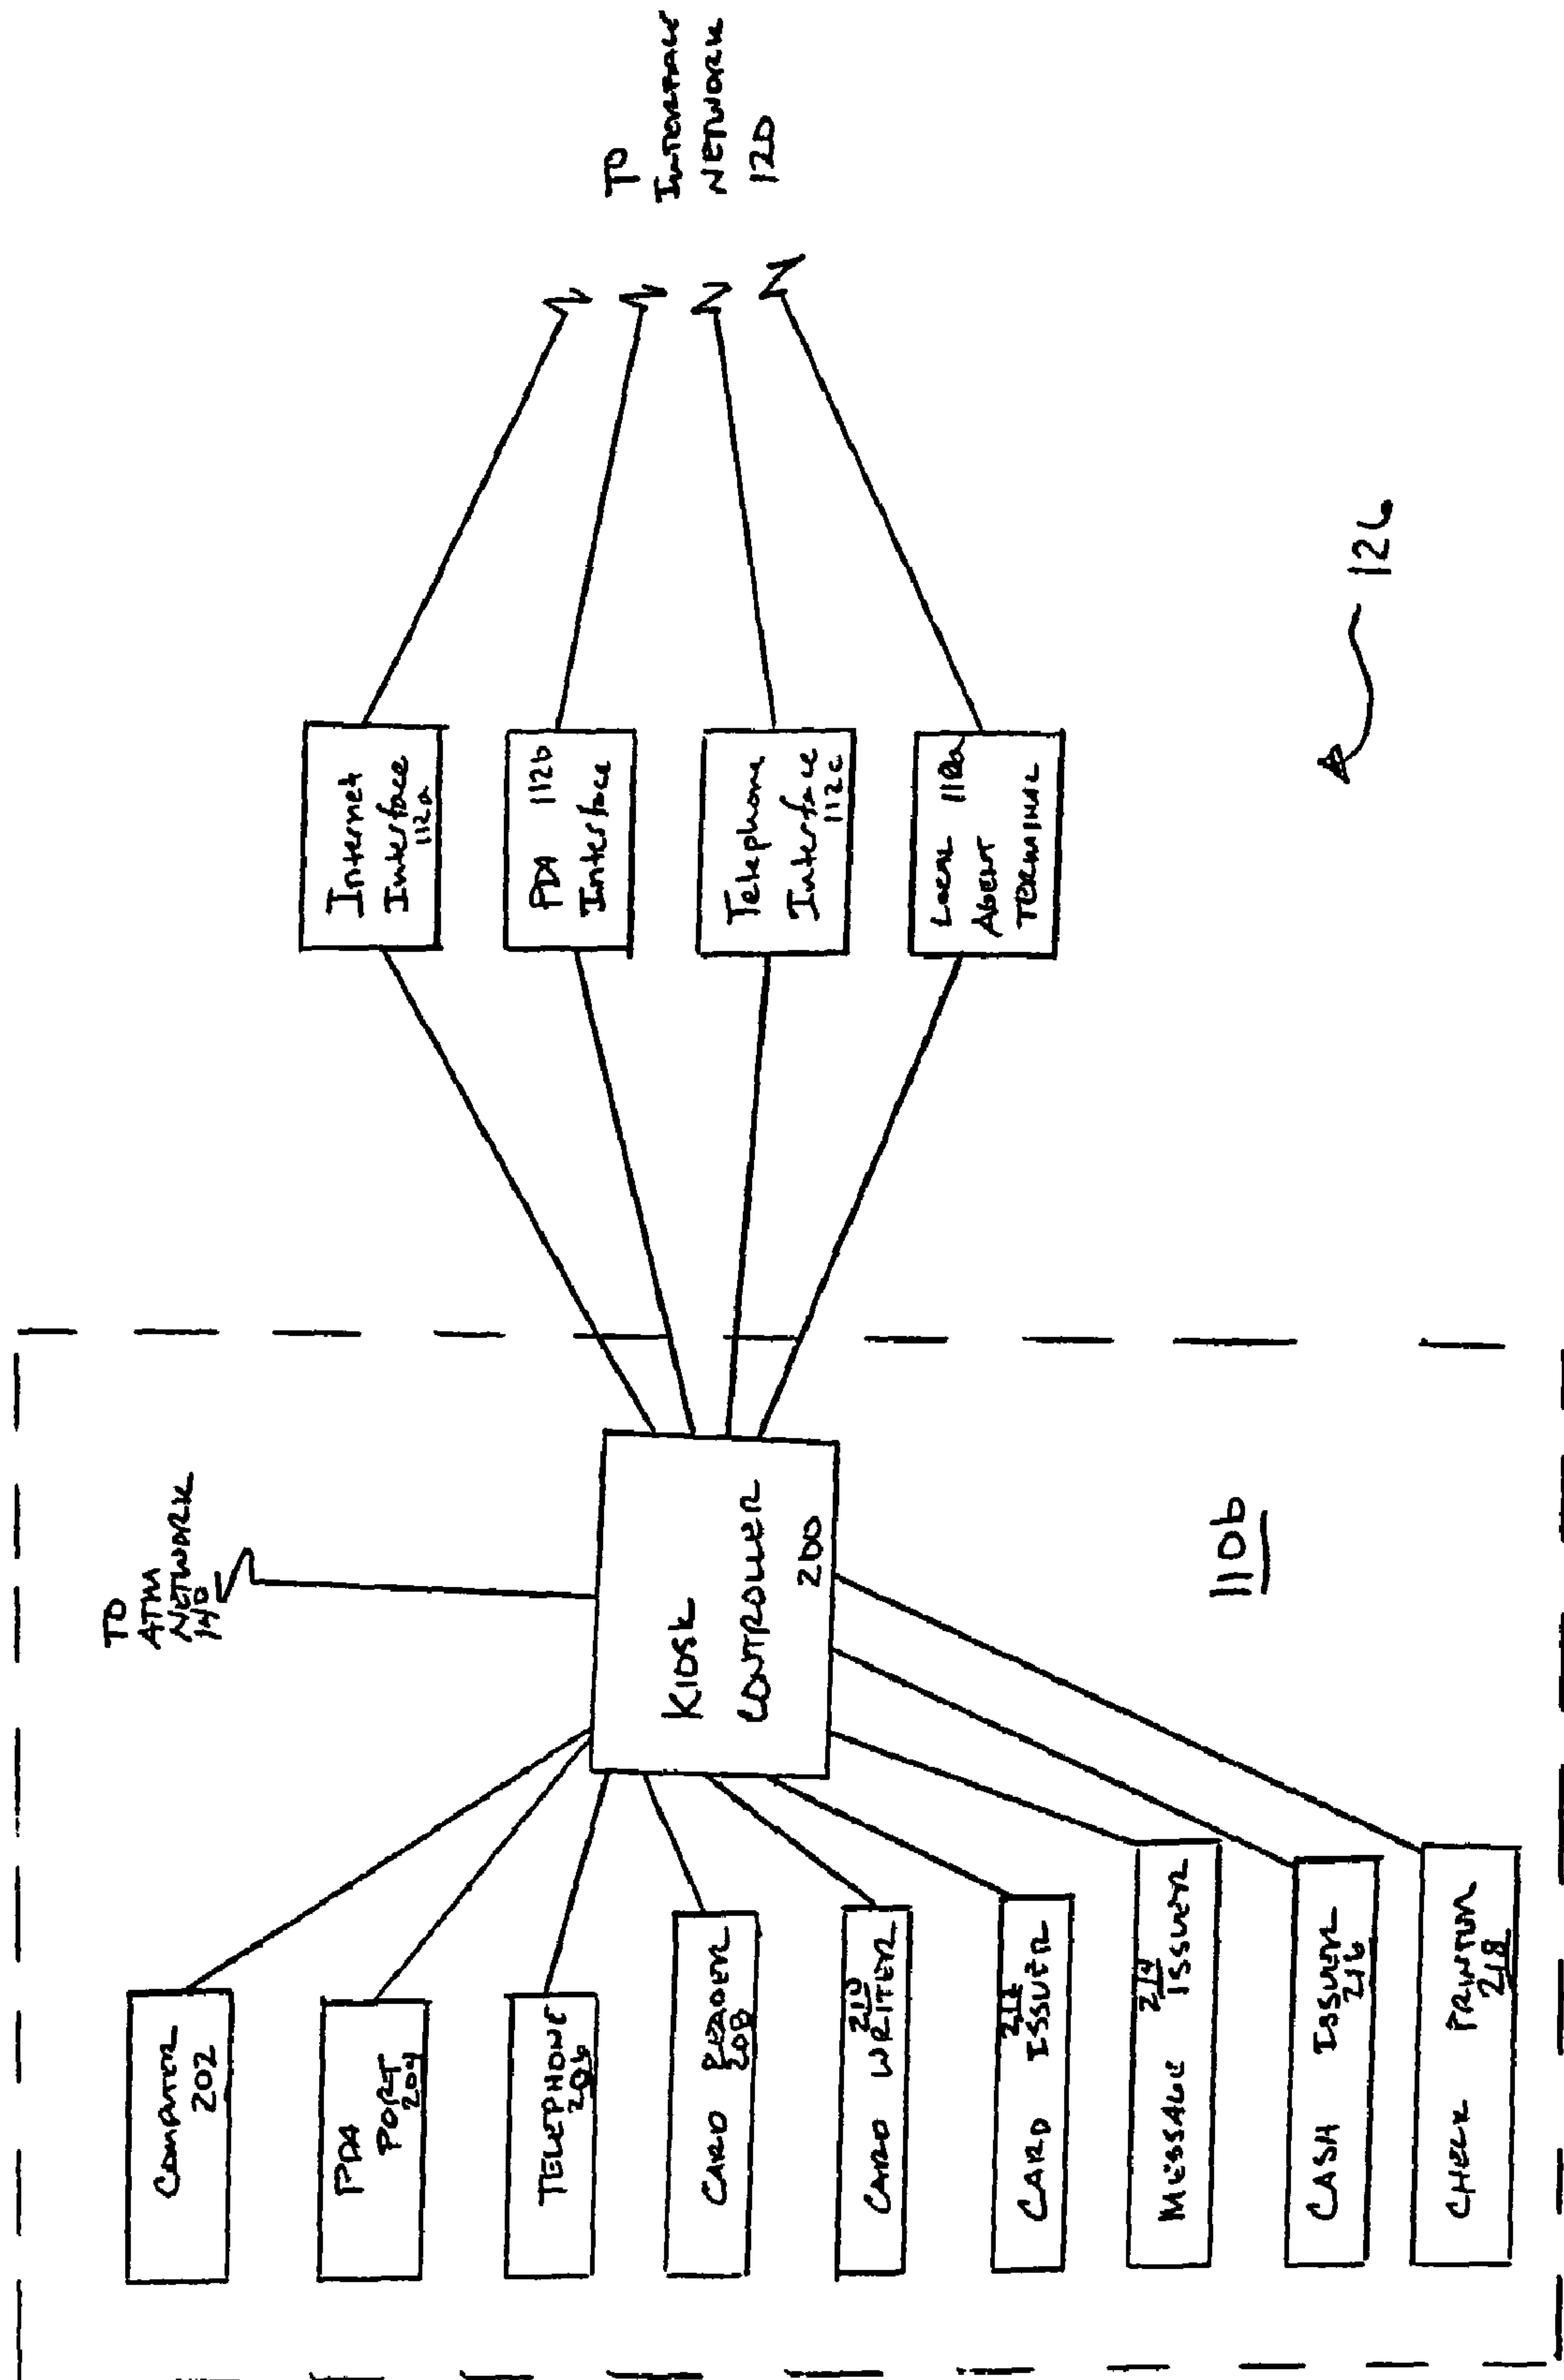 TO
ATM
NETWORK
140
COMPUTER
202
PDA
PORT
204
TELEPHONE
206
CARD READER
208
210
CARD WRITER
212
CARD ISSUER
214
MESSAGE ISSUER
CASH ISSUER
216
CHECK PRINTER
218
KIOSK
CONTROLLER
200
110b
Internet
Interface
112a
PDA 112b
Interface
Telephone
Interface
112c
LOCAL
AGENT
TERMINAL
TO
INTERFACE
NETWORK
120
126